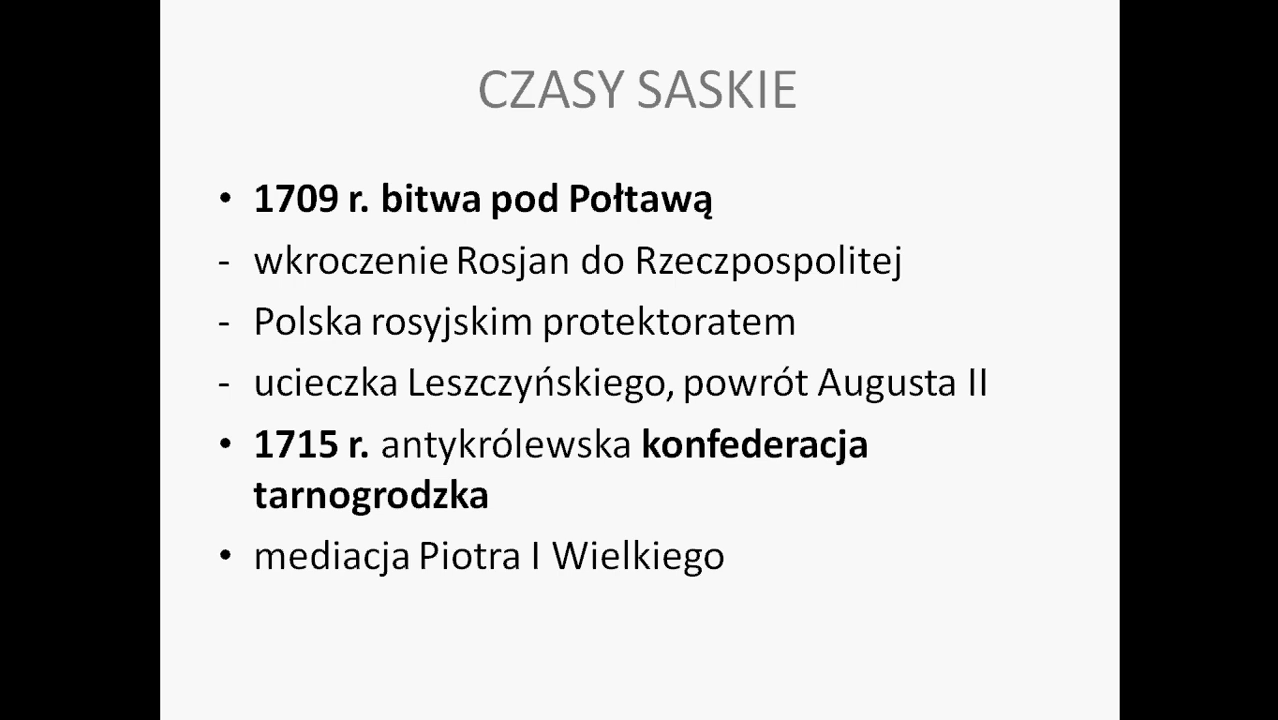 CZASY SASKIE
• 1709 r. bitwa pod Połtawą
- wkroczenie Rosjan do Rzeczpospolitej
- Polska rosyjskim protektoratem
- ucieczka Leszczyńskiego, powrót Augusta II
• 1715 r. antykrólewska konfederacja
tarnogrodzka
• mediacja Piotra I Wielkiego